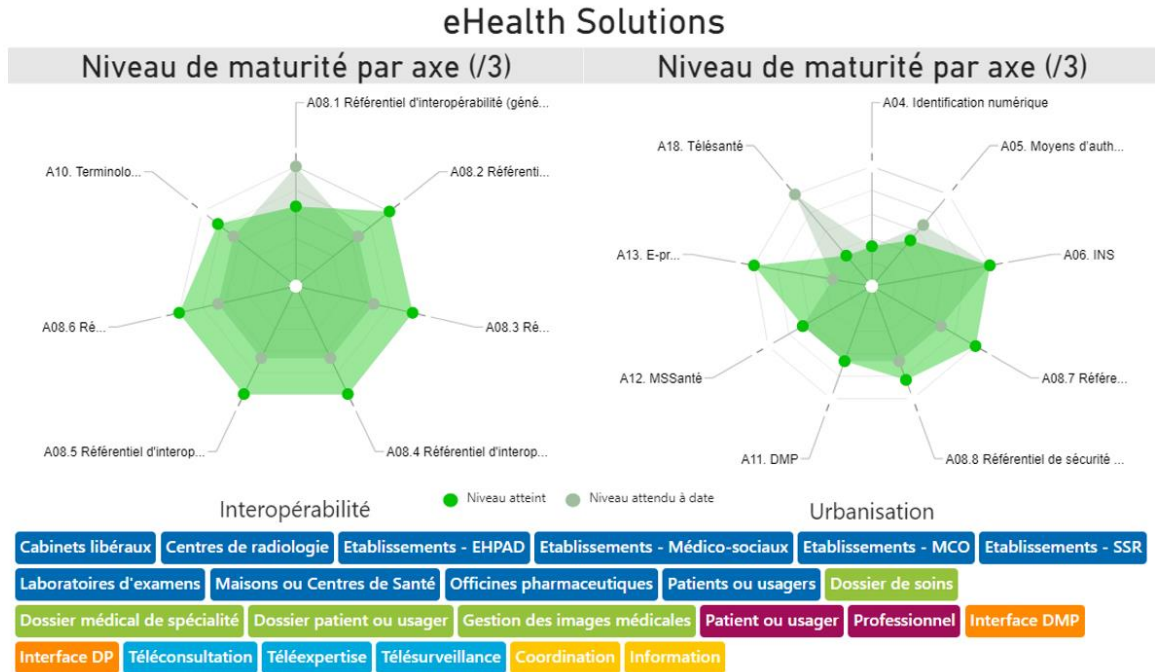 eHealth Solutions
Niveau de maturité par axe (/3)
A08.1 Référentiel d'interopérabilité (géné...
A10. Terminolo...
A08.2 Référenti...
A08.6 Ré...
A08.3 Ré...
A08.5 Référentiel d'interop...
A08.4 Référentiel d'interop...
Interopérabilité
Niveau de maturité par axe (/3)
A04. Identification numérique
A18. Télésanté
A05. Moyens d'auth...
A13. E-pr...
A06. INS
A12. MSSanté
A08.7 Référe...
A11. DMP
A08.8 Référentiel de sécurité ...
Urbanisation
Niveau atteint
Niveau attendu à date
Cabinets libéraux Centres de radiologie Etablissements - EHPAD Etablissements - Médico-sociaux Etablissements - MCO Etablissements - SSR
Laboratoires d'examens Maisons ou Centres de Santé Officines pharmaceutiques Patients ou usagers Dossier de soins
Dossier médical de spécialité Dossier patient ou usager Gestion des images médicales Patient ou usager Professionnel Interface DMP
Interface DP Téléconsultation Téléexpertise Télésurveillance Coordination Information